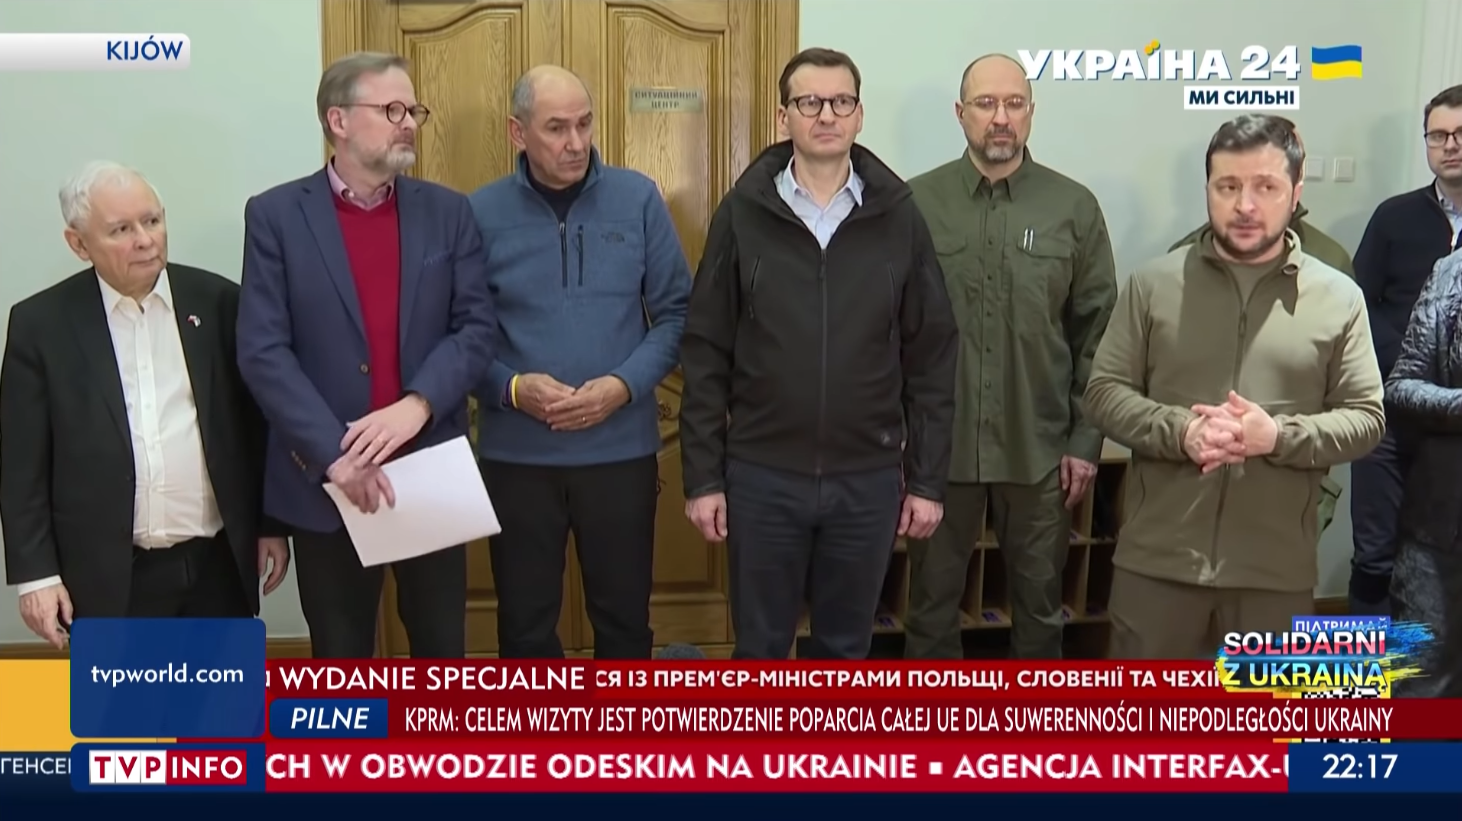 KIJÓW
УКРАЇНА 24
МИ СИЛЬНІ
СИТУАЦІЙНИЙ
ЦЕНТР
ПІДТРИМАЙ
SOLIDARNI
Z UKRAINĄ
tvpworld.com
WYDANIE SPECJALNE
СЯ ІЗ ПРЕМ'ЄР-МІНІСТРАМИ ПОЛЬЩІ, СЛОВЕНІЇ ТА ЧЕХІЇ
PILNE
KPRM: CELEM WIZYTY JEST POTWIERDZENIE POPARCIA CAŁEJ UE DLA SUWERENNOŚCI I NIEPODLEGŁOŚCI UKRAINY
ГЕНСЕК
TVP INFO
CH W OBWODZIE ODESKIM NA UKRAINIE ▪ AGENCJA INTERFAX-U
22:17